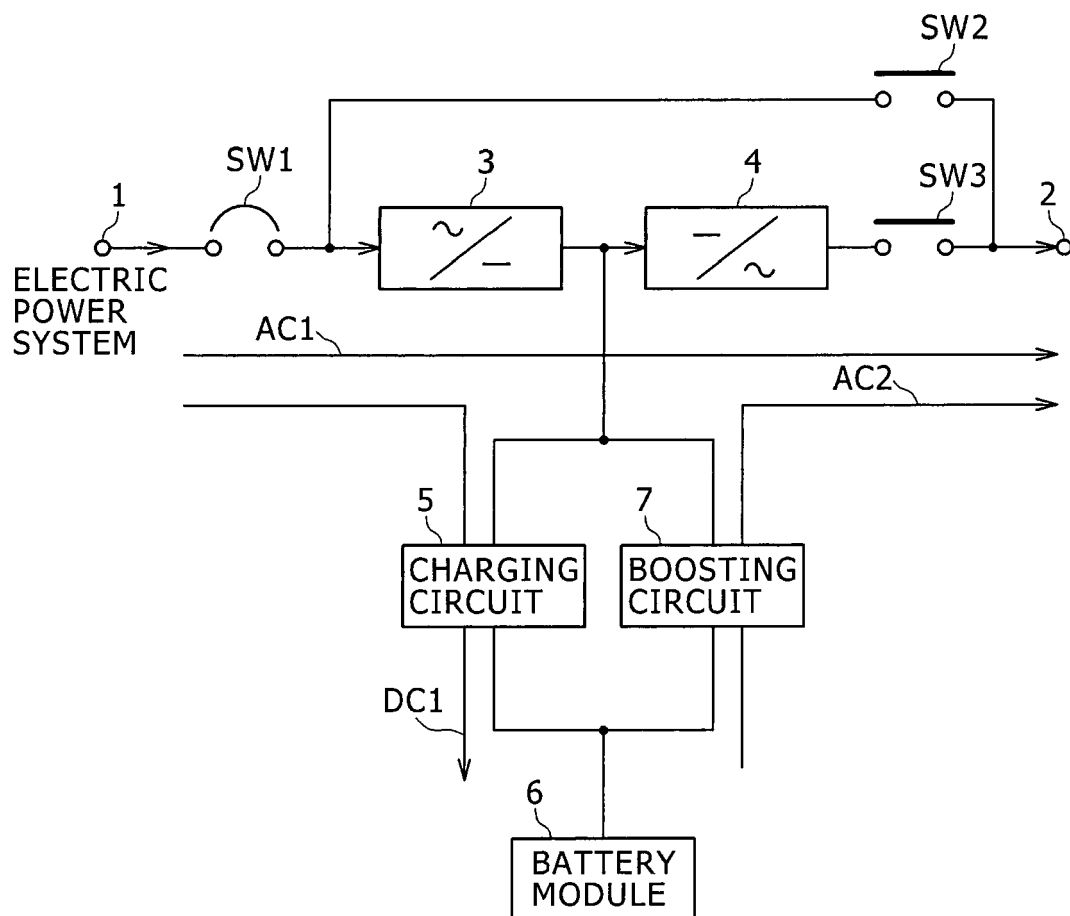 SW2
SW1
3
4
SW3
1
2
ELECTRIC
POWER
SYSTEM
AC1
AC2
5
7
CHARGING
CIRCUIT
BOOSTING
CIRCUIT
DC1
6
BATTERY
MODULE